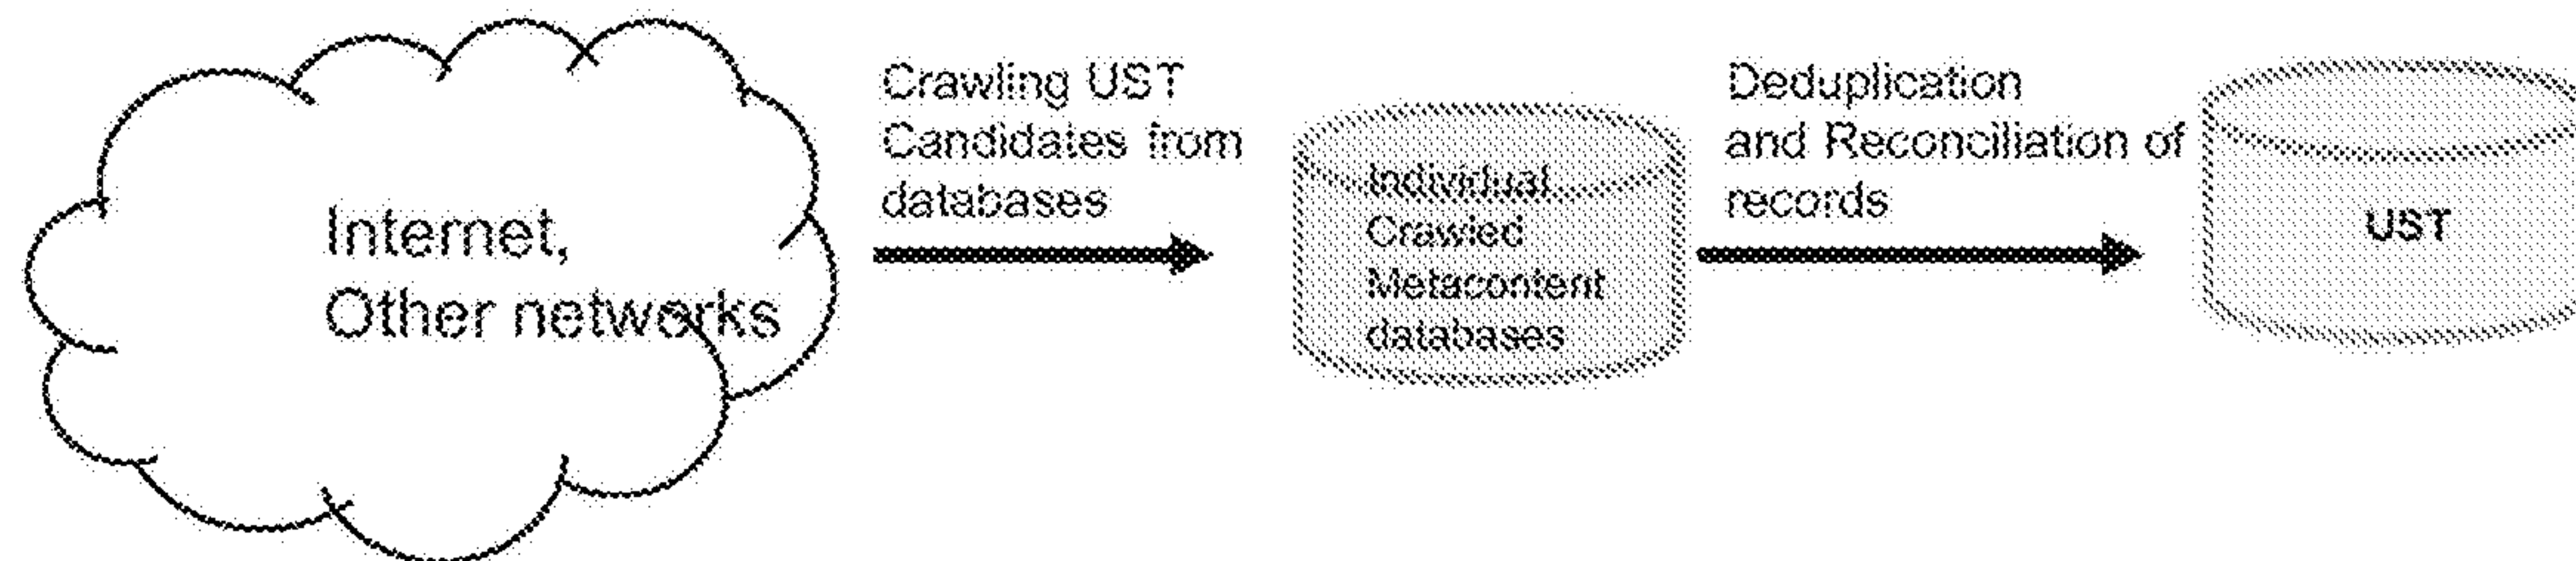 Internet,
Other networks
Crawling UST
Candidates from
databases
Individual
Crawled
Metacontent
databases
Deduplication
and Reconciliation of
records
UST